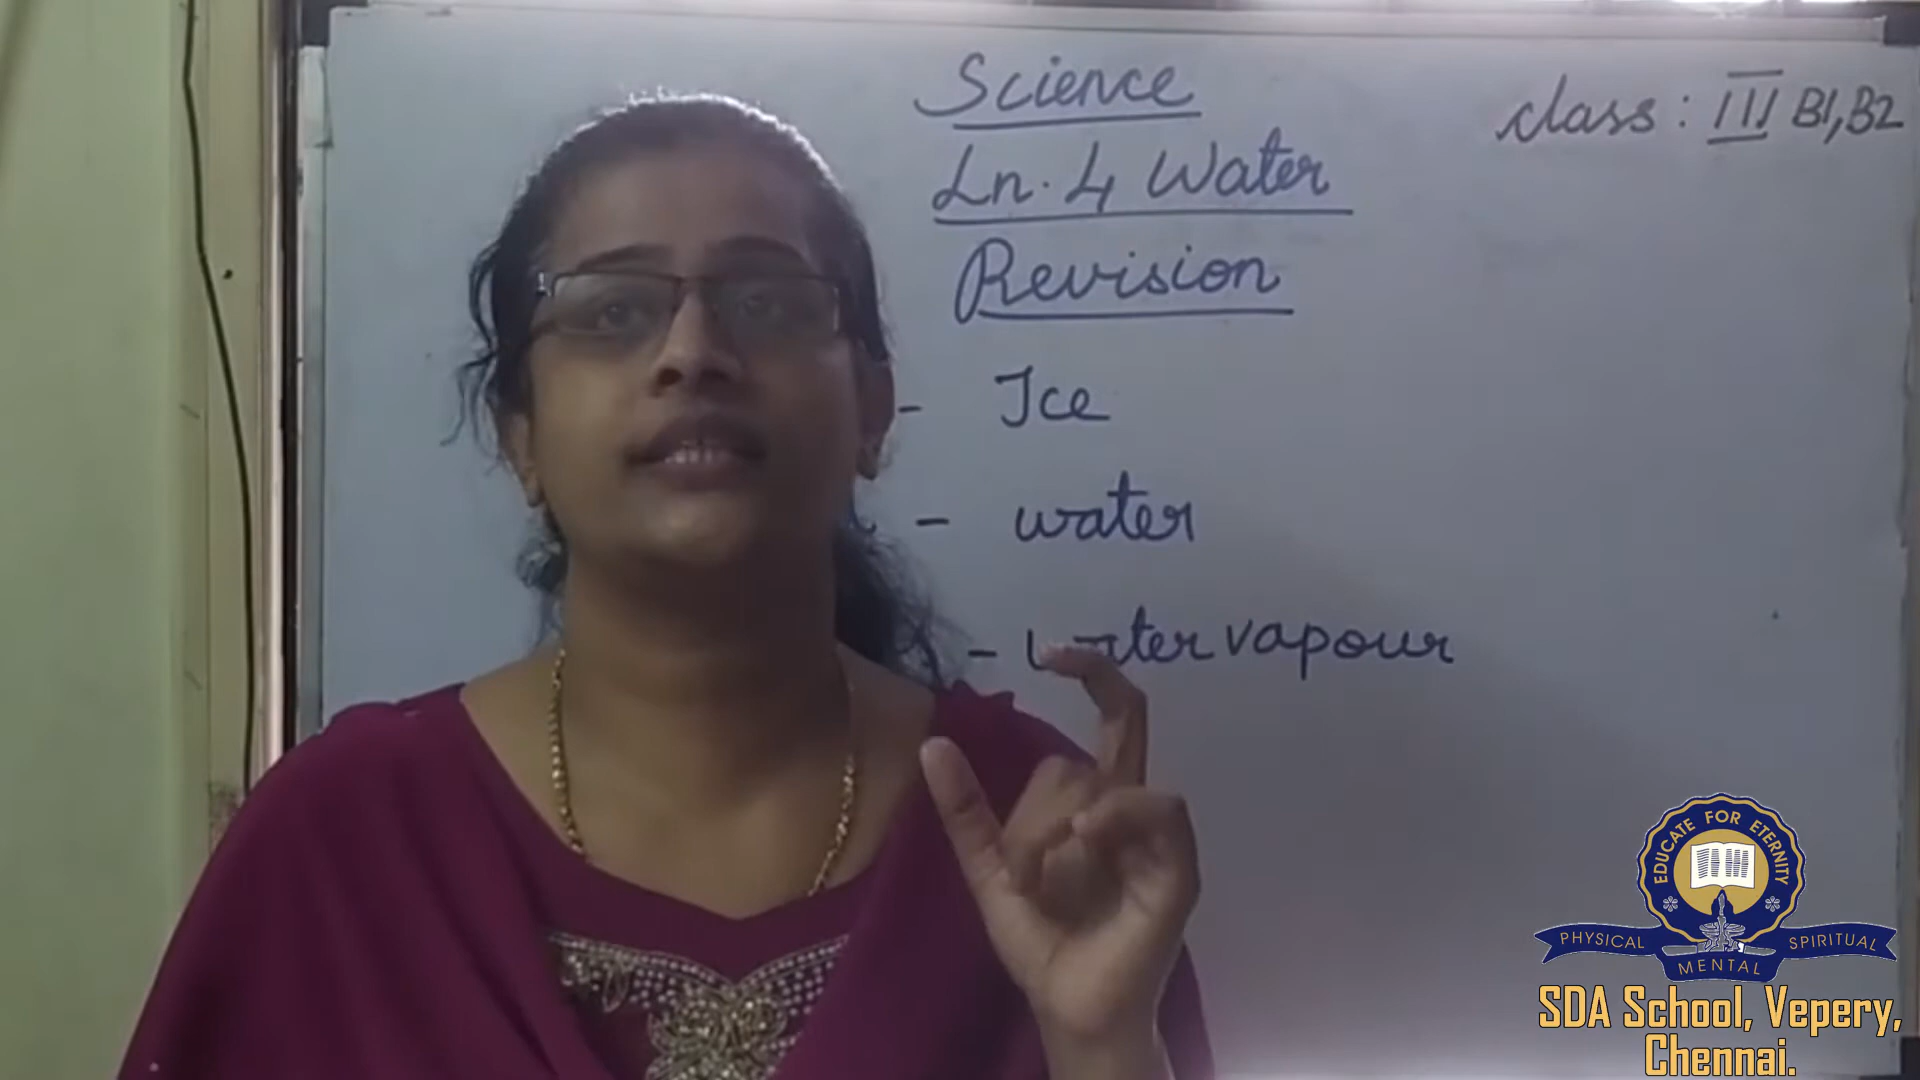 Science
class : III B1, B2
Ln. 4 Water
Revision
- Ice
- water
- water vapour
EDUCATE FOR ETERNITY
PHYSICAL MENTAL SPIRITUAL
SDA School, Vepery,
Chennai.